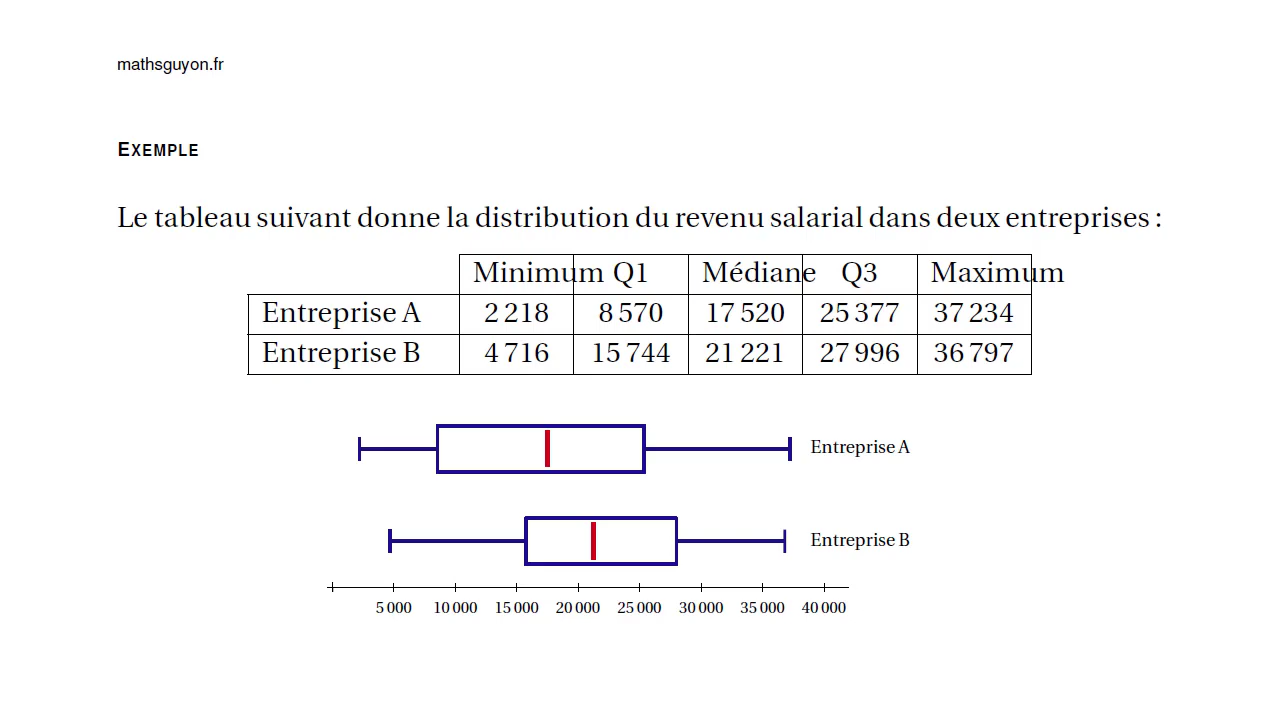 mathsguyon.fr
EXEMPLE
Le tableau suivant donne la distribution du revenu salarial dans deux entreprises :
Minimum Q1 Médiane Q3 Maximum
Entreprise A 2 218 8 570 17 520 25 377 37 234
Entreprise B 4 716 15 744 21 221 27 996 36 797
Entreprise A
Entreprise B
5 000 10 000 15 000 20 000 25 000 30 000 35 000 40 000